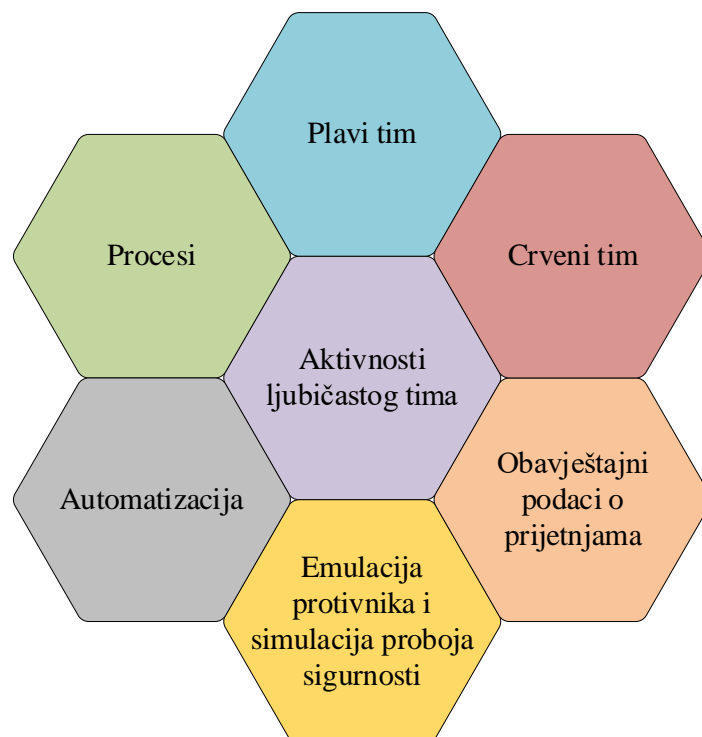 Plavi tim
Procesi
Crveni tim
Aktivnosti
ljubičastog tima
Automatizacija
Obavještajni
podaci o
prijetnjama
Emulacija
protivnika i
simulacija proboja
sigurnosti